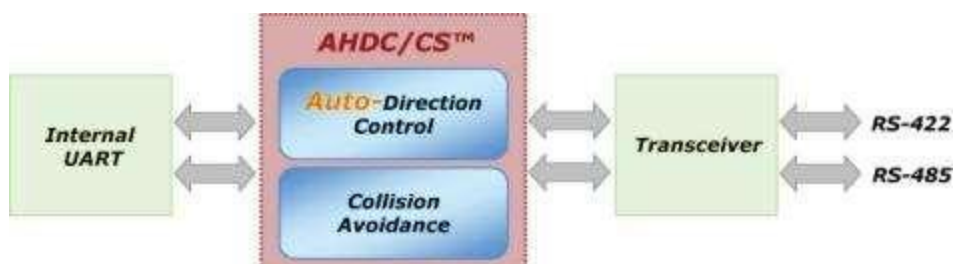 AHDC/CS™
Internal
UART
Auto-Direction
Control
Collision
Avoidance
Transceiver
RS-422
RS-485